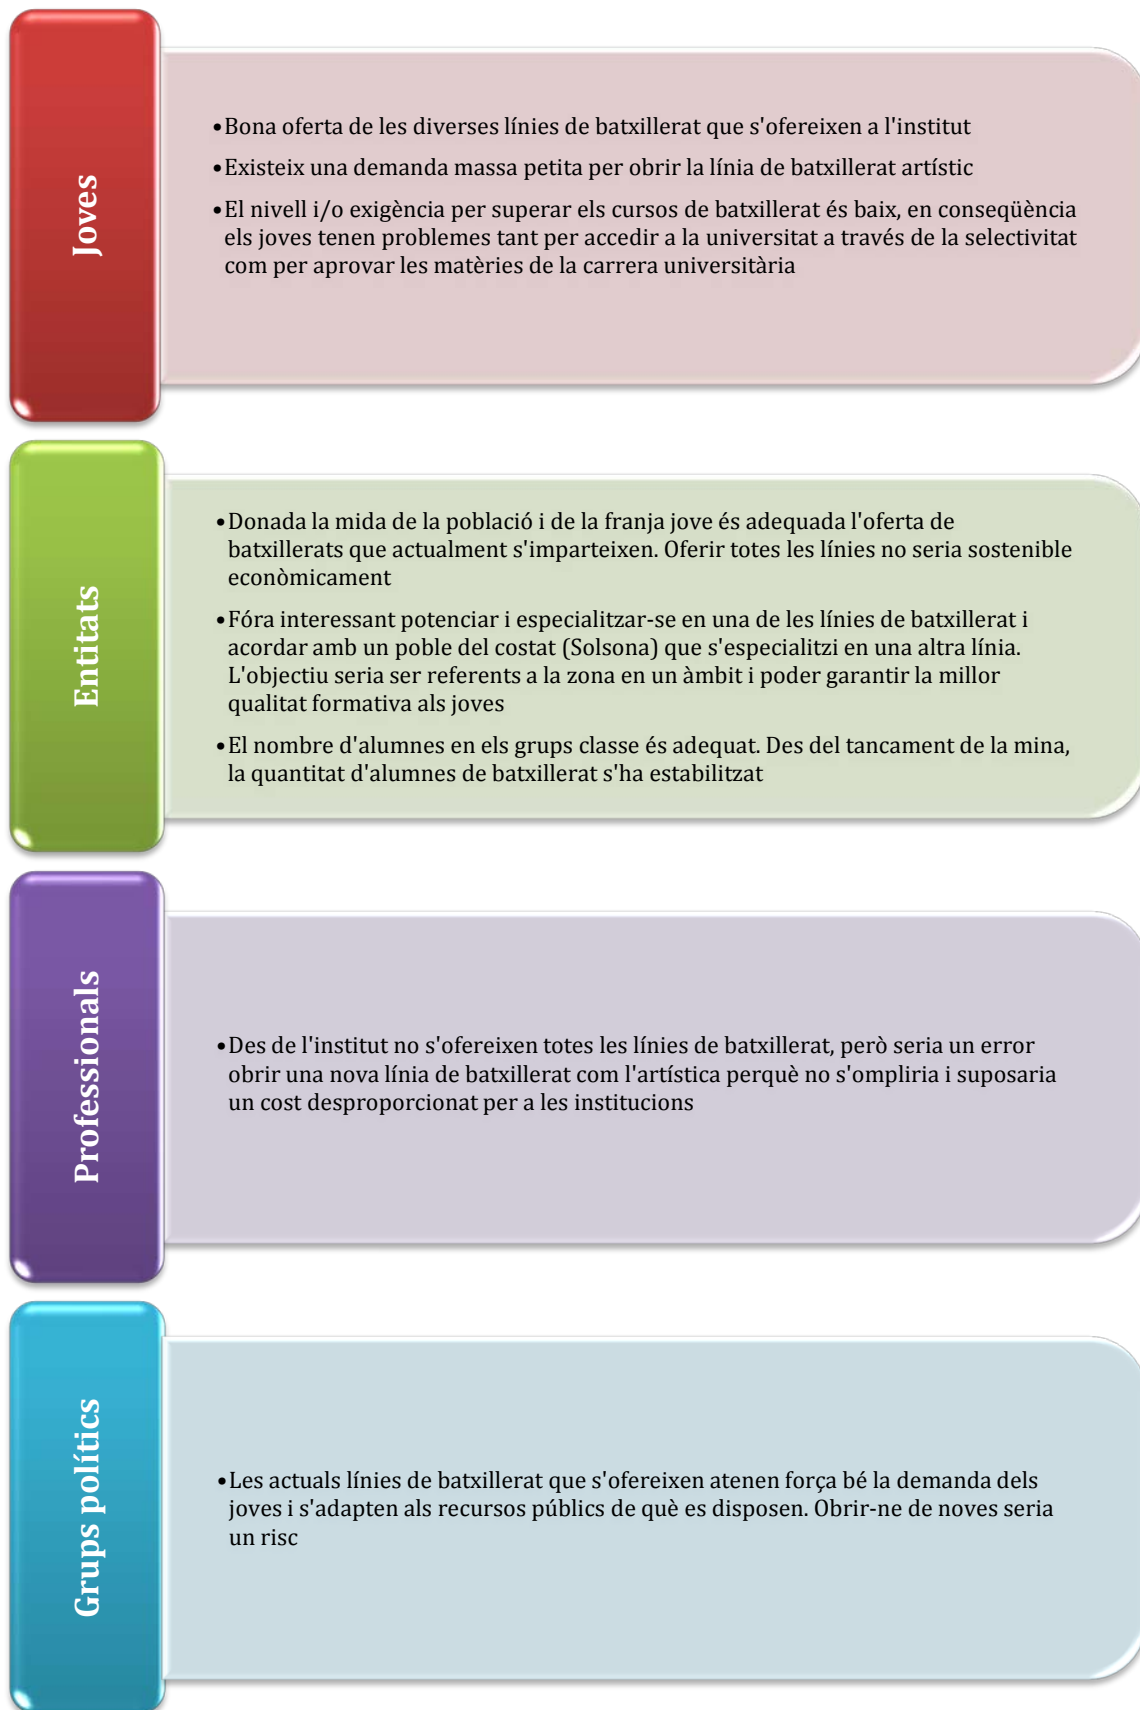 Joves
•Bona oferta de les diverses línies de batxillerat que s'ofereixen a l'institut
•Existeix una demanda massa petita per obrir la línia de batxillerat artístic
•El nivell i/o exigència per superar els cursos de batxillerat és baix, en conseqüència
els joves tenen problemes tant per accedir a la universitat a través de la selectivitat
com per aprovar les matèries de la carrera universitària
Entitats
•Donada la mida de la població i de la franja jove és adequada l'oferta de
batxillerats que actualment s'imparteixen. Oferir totes les línies no seria sostenible
econòmicament
•Fóra interessant potenciar i especialitzar-se en una de les línies de batxillerat i
acordar amb un poble del costat (Solsona) que s'especialitzi en una altra línia.
L'objectiu seria ser referents a la zona en un àmbit i poder garantir la millor
qualitat formativa als joves
•El nombre d'alumnes en els grups classe és adequat. Des del tancament de la mina,
la quantitat d'alumnes de batxillerat s'ha estabilitzat
Professionals
•Des de l'institut no s'ofereixen totes les línies de batxillerat, però seria un error
obrir una nova línia de batxillerat com l'artística perquè no s'ompliria i suposaria
un cost desproporcionat per a les institucions
Grups polítics
•Les actuals línies de batxillerat que s'ofereixen atenen força bé la demanda dels
joves i s'adapten als recursos públics de què es disposen. Obrir-ne de noves seria
un risc